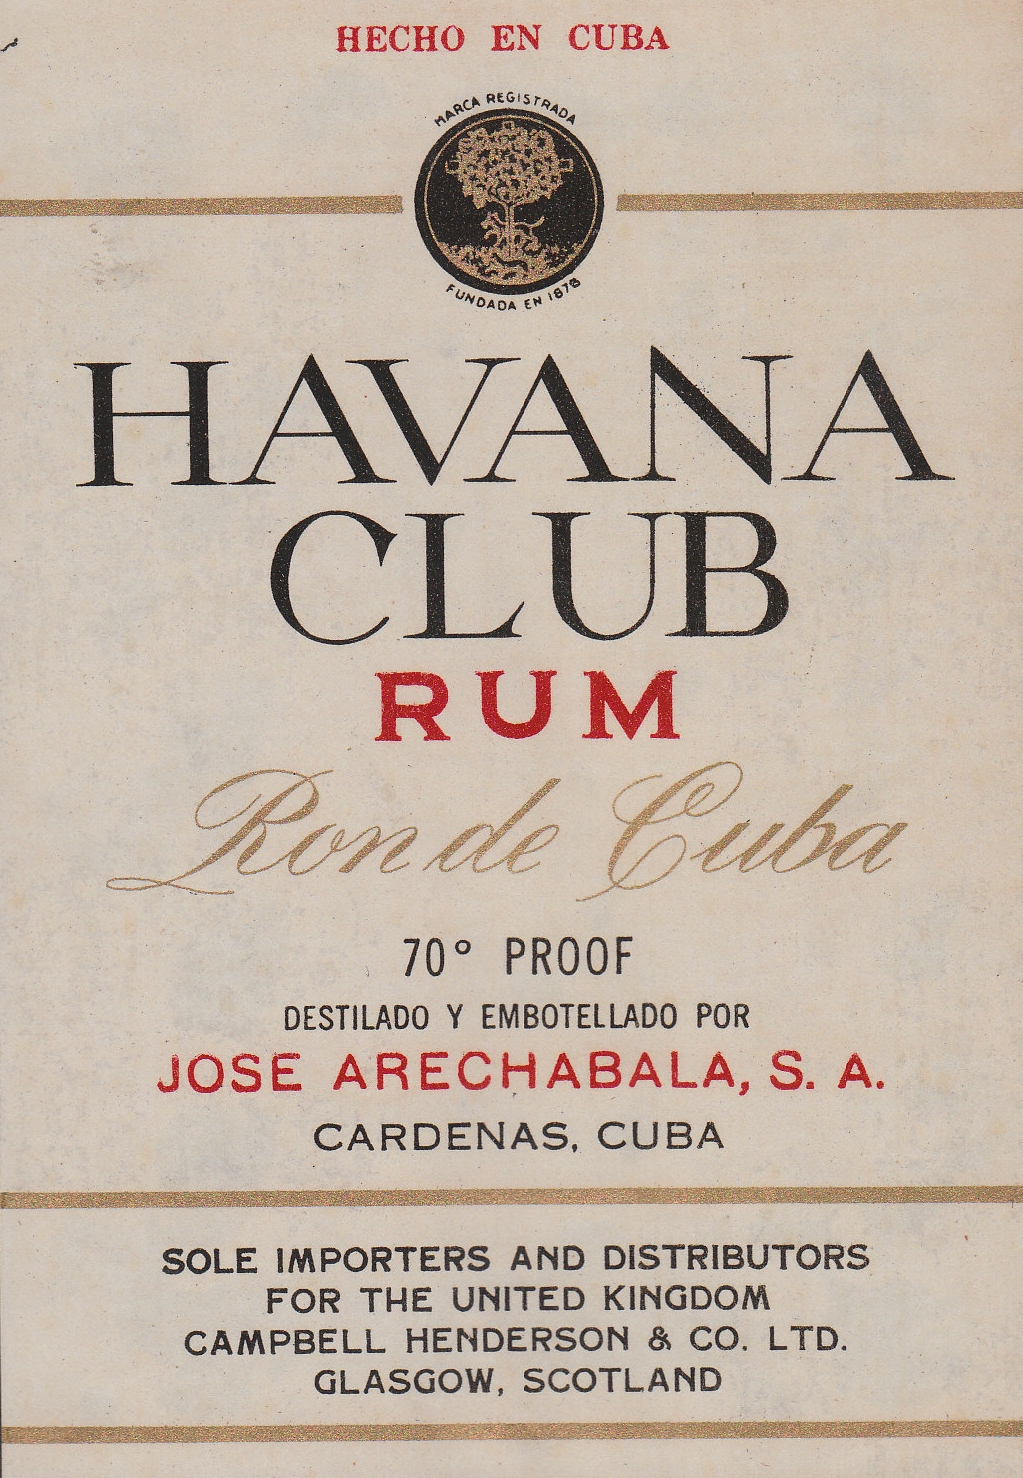 HECHO EN CUBA
MARCA REGISTRADA
FUNDADA EN 1878
HAVANA
CLUB
RUM
Ron de Cuba
70° PROOF
DESTILADO Y EMBOTELLADO POR
JOSE ARECHABALA, S. A.
CARDENAS, CUBA
SOLE IMPORTERS AND DISTRIBUTORS
FOR THE UNITED KINGDOM
CAMPBELL HENDERSON & CO. LTD.
GLASGOW, SCOTLAND